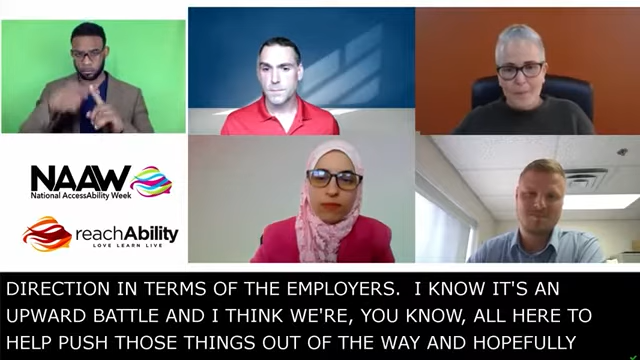 NAAW
National AccessAbility Week
reachAbility
LOVE LEARN LIVE
DIRECTION IN TERMS OF THE EMPLOYERS.  I KNOW IT'S AN
UPWARD BATTLE AND I THINK WE'RE, YOU KNOW, ALL HERE TO
HELP PUSH THOSE THINGS OUT OF THE WAY AND HOPEFULLY